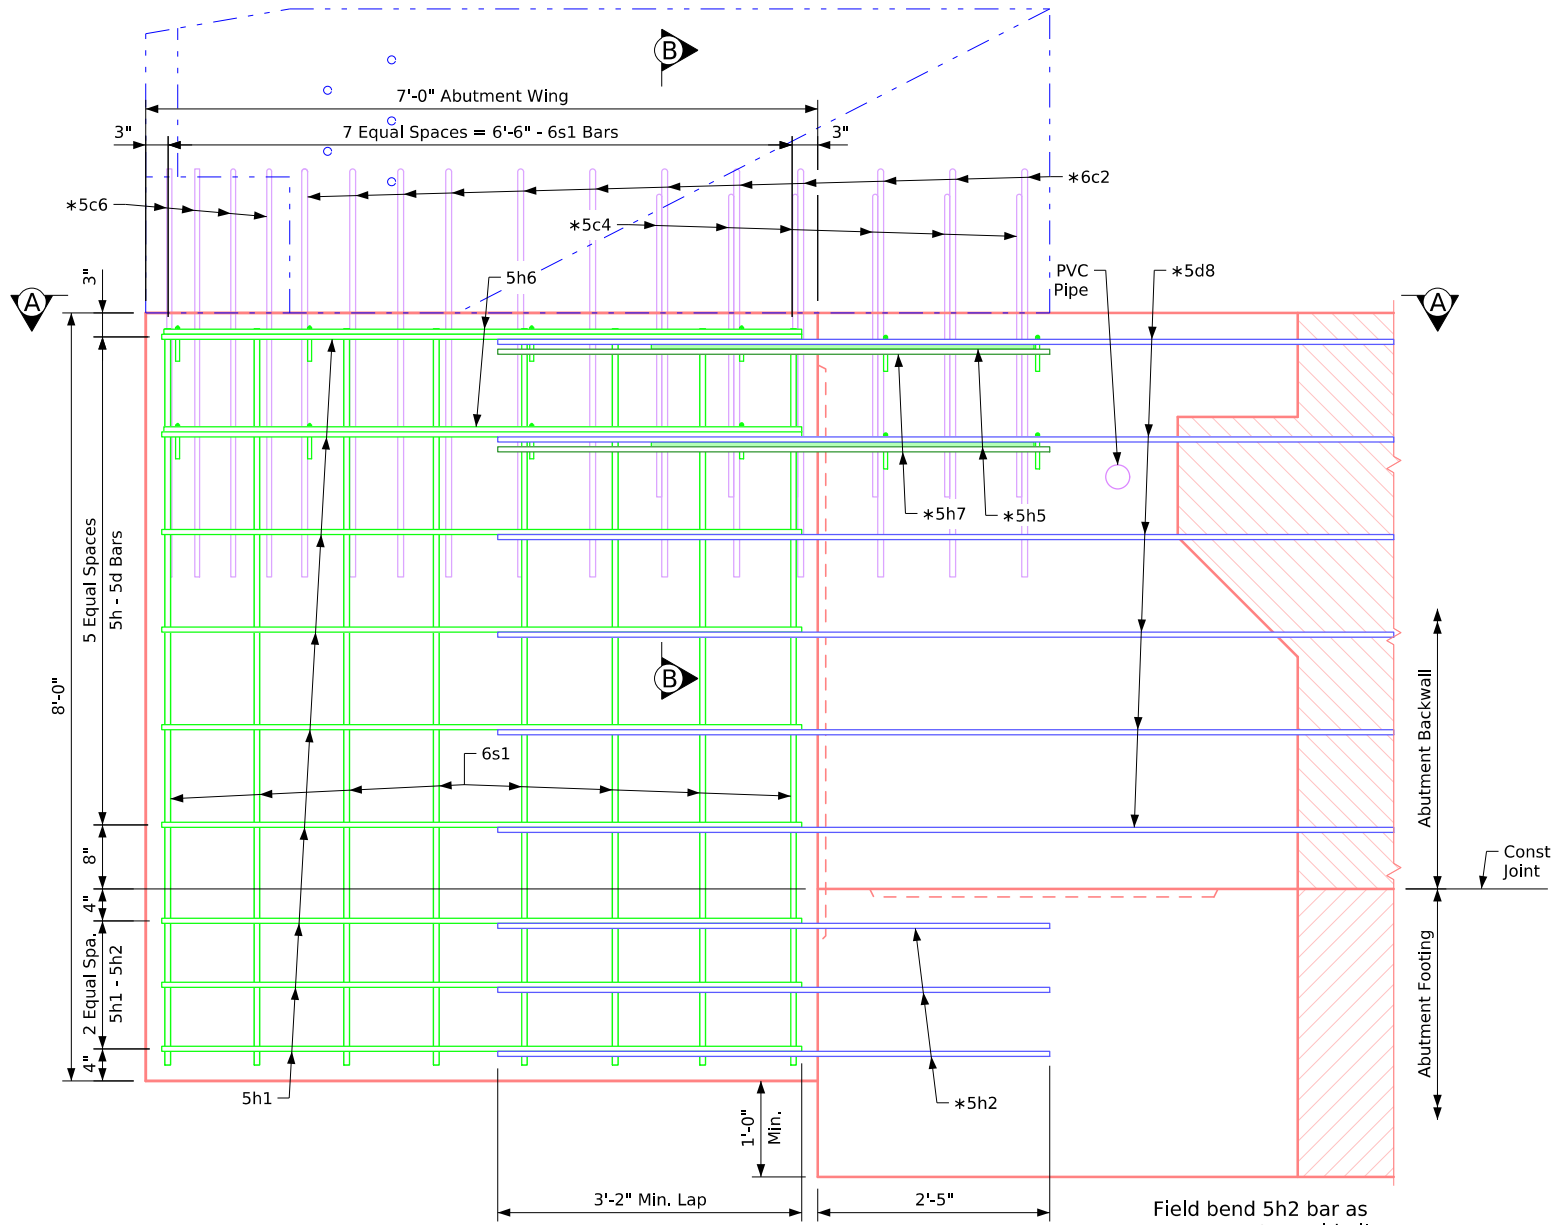 B
7'-0" Abutment Wing
3"
7 Equal Spaces = 6'-6" - 6s1 Bars
3"
∗6c2
∗5c6
∗5c4
3"
5h6
PVC
Pipe
∗5d8
A
A
5 Equal Spaces
5h - 5d Bars
∗5h7
∗5h5
8'-0"
B
Abutment Backwall
6s1
8"
Const
Joint
4"
2 Equal Spa.
5h1 - 5h2
Abutment Footing
4"
5h1
∗5h2
1'-0"
Min.
3'-2" Min. Lap
2'-5"
Field bend 5h2 bar as